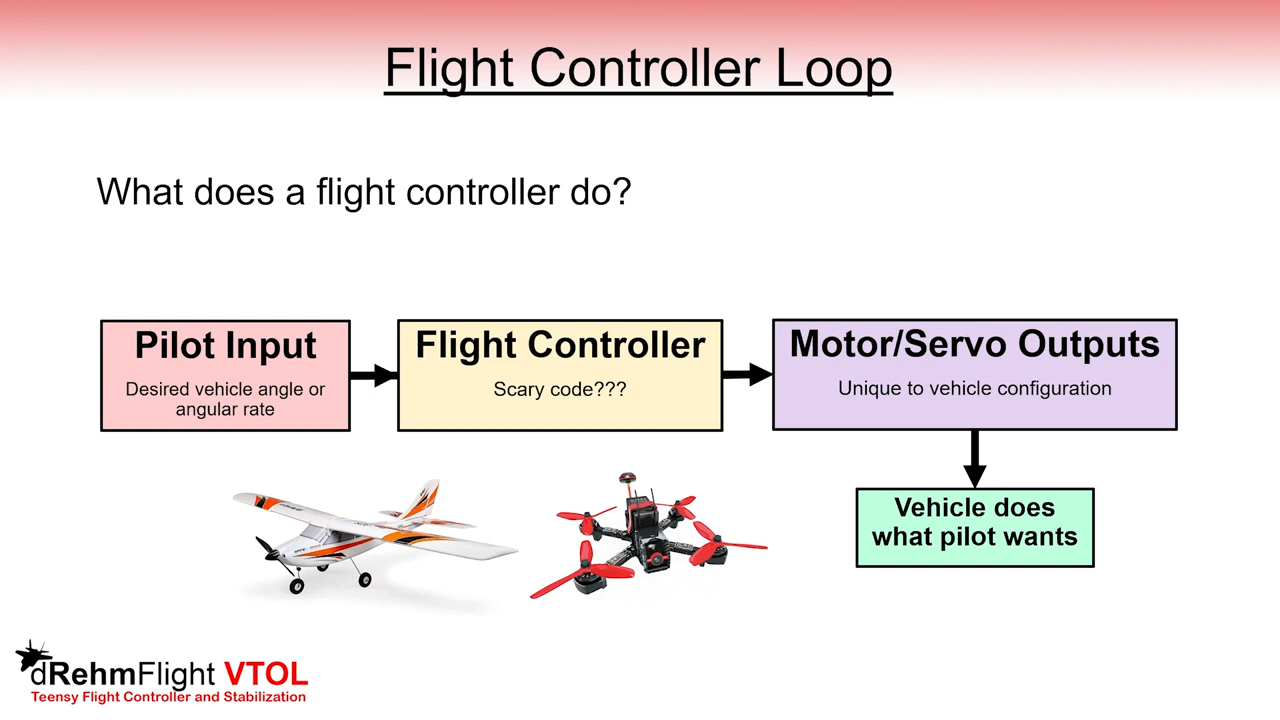 Flight Controller Loop
What does a flight controller do?
Pilot Input
Desired vehicle angle or
angular rate
Flight Controller
Scary code???
Motor/Servo Outputs
Unique to vehicle configuration
Vehicle does
what pilot wants
dRehmFlight VTOL
Teensy Flight Controller and Stabilization